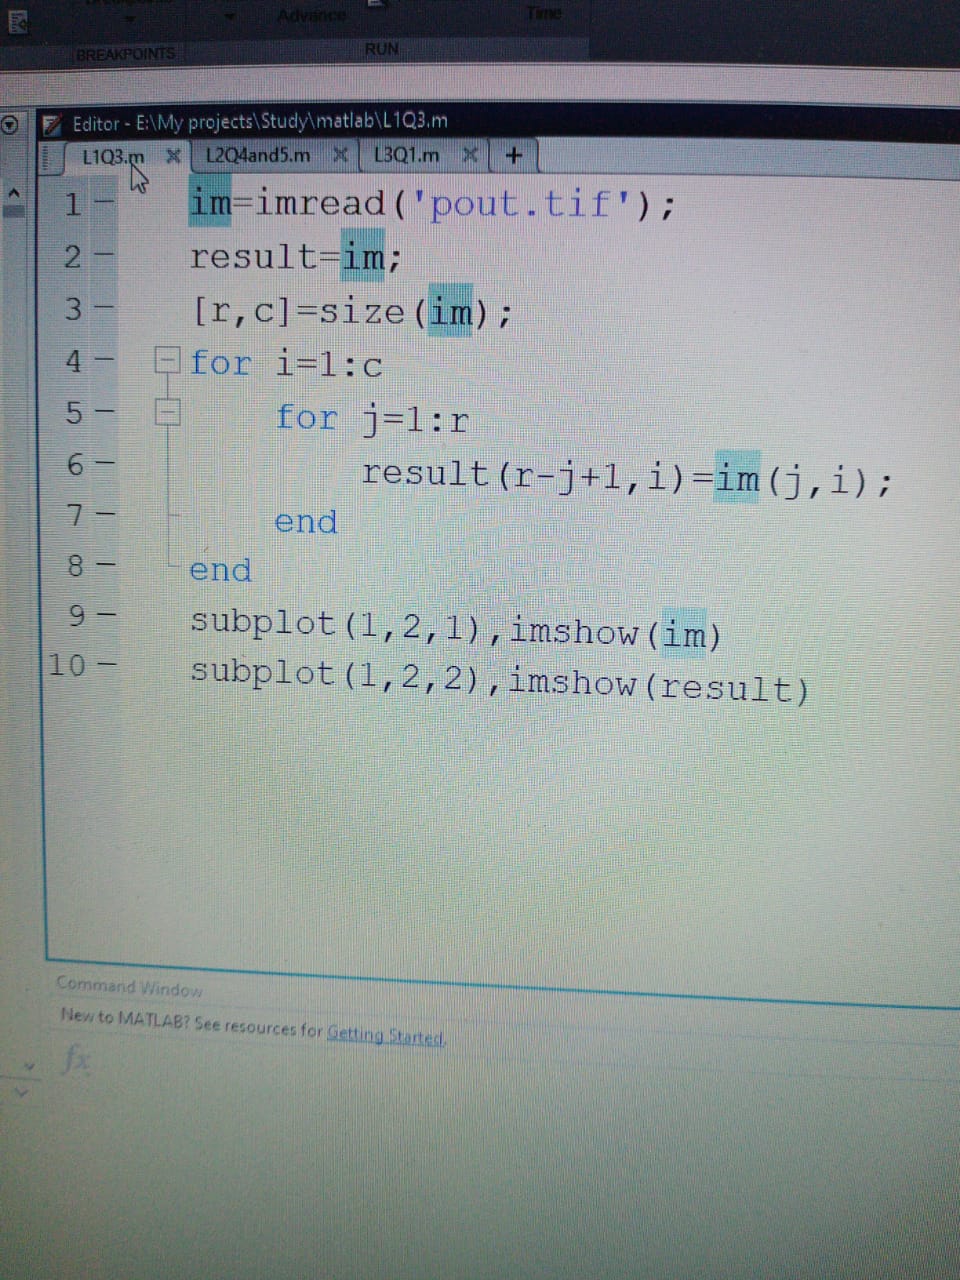 Advance
Time
BREAKPOINTS
RUN
Editor - E:\My projects\Study\matlab\L1Q3.m
L1Q3.m × L2Q4and5.m × L3Q1.m × +
1 – im=imread('pout.tif');
2 – result=im;
3 – [r,c]=size(im);
4 – for i=1:c
5 – for j=1:r
6 – result(r-j+1,i)=im(j,i);
7 – end
8 – end
9 – subplot(1,2,1),imshow(im)
10 – subplot(1,2,2),imshow(result)
Command Window
New to MATLAB? See resources for Getting Started.
fx